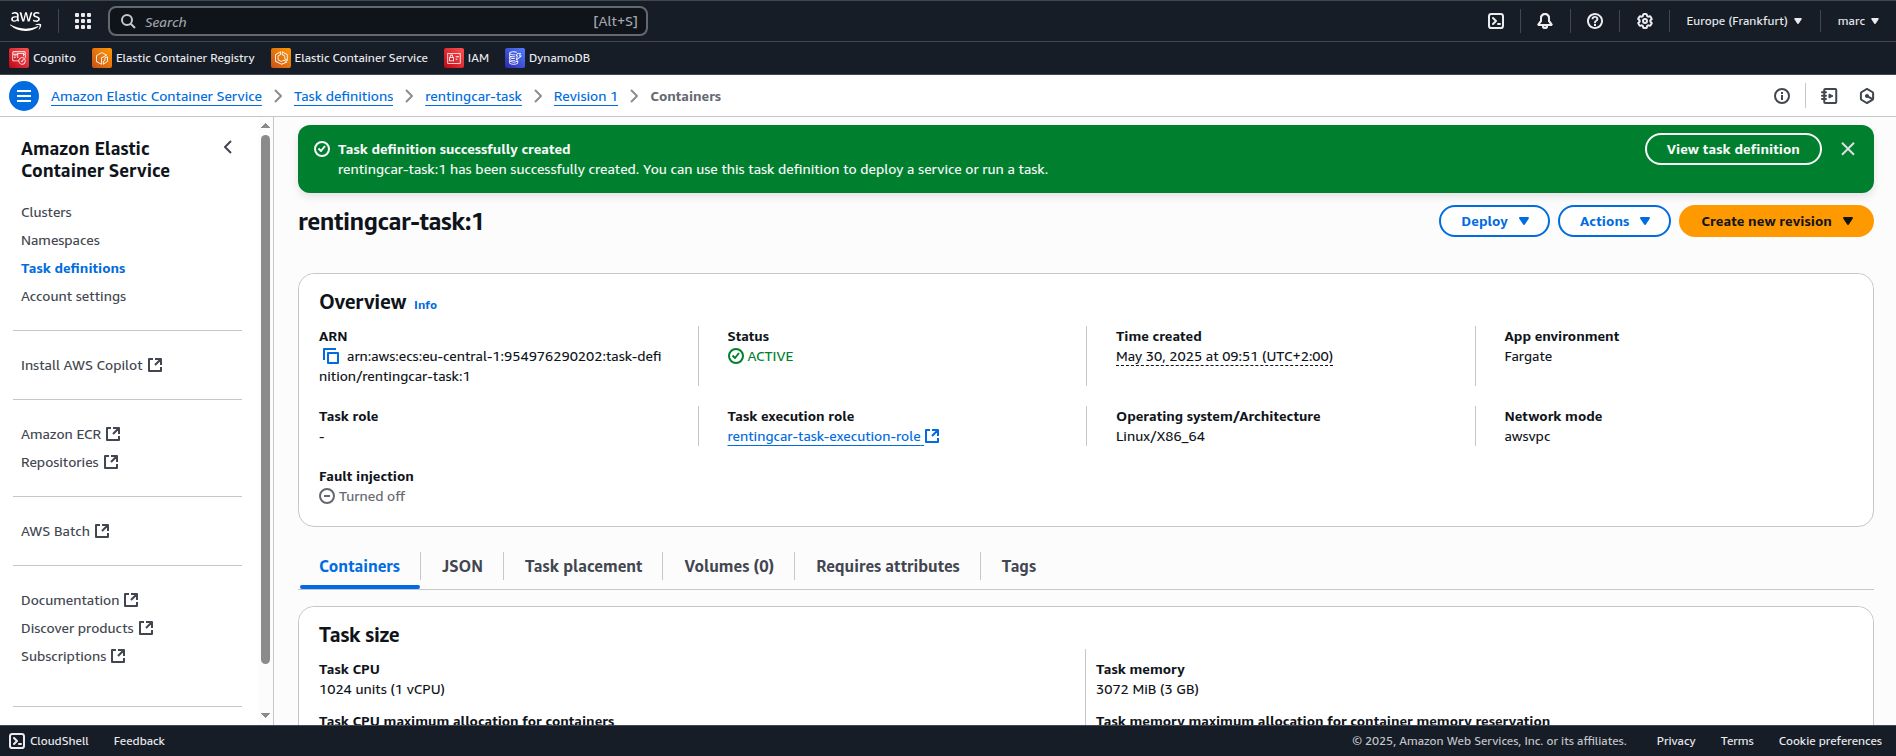 aws
Search
[Alt+S]
Europe (Frankfurt)
marc
Cognito
Elastic Container Registry
Elastic Container Service
IAM
DynamoDB
Amazon Elastic Container Service
Task definitions
rentingcar-task
Revision 1
Containers
Amazon Elastic
Container Service
Clusters
Namespaces
Task definitions
Account settings
Install AWS Copilot
Amazon ECR
Repositories
AWS Batch
Documentation
Discover products
Subscriptions
Task definition successfully created
rentingcar-task:1 has been successfully created. You can use this task definition to deploy a service or run a task.
View task definition
rentingcar-task:1
Deploy
Actions
Create new revision
Overview
Info
ARN
arn:aws:ecs:eu-central-1:954976290202:task-defi
nition/rentingcar-task:1
Status
ACTIVE
Time created
May 30, 2025 at 09:51 (UTC+2:00)
App environment
Fargate
Task role
-
Task execution role
rentingcar-task-execution-role
Operating system/Architecture
Linux/X86_64
Network mode
awsvpc
Fault injection
Turned off
Containers
JSON
Task placement
Volumes (0)
Requires attributes
Tags
Task size
Task CPU
1024 units (1 vCPU)
Task memory
3072 MiB (3 GB)
Task CPU maximum allocation for containers
Task memory maximum allocation for container memory reservation
CloudShell
Feedback
© 2025, Amazon Web Services, Inc. or its affiliates.
Privacy
Terms
Cookie preferences